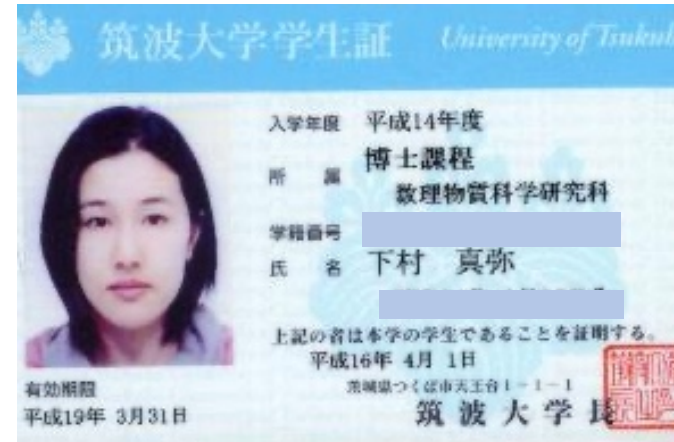 筑波大学学生証 University of Tsukub
入学年度 平成14年度
所属 博士課程
数理物質科学研究科
学籍番号
氏名 下村 真弥
上記の者は本学の学生であることを証明する。
平成16年 4月 1日
茨城県つくば市天王台1-1-1
筑波大学長
有効期限
平成19年 3月31日